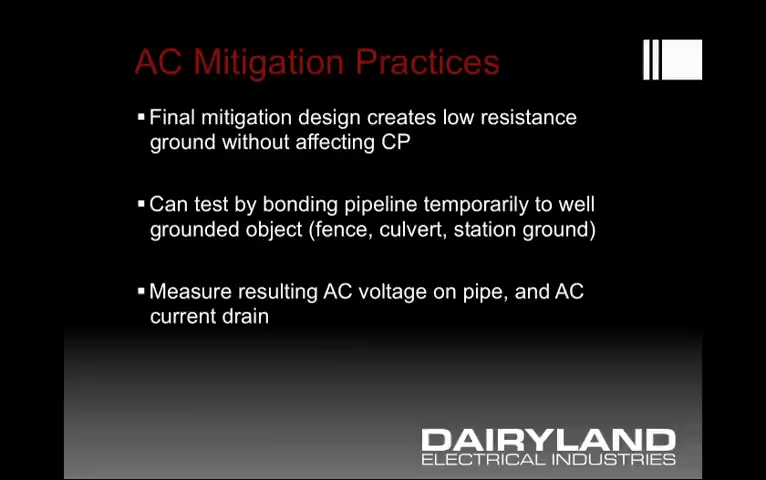 AC Mitigation Practices
▪ Final mitigation design creates low resistance
ground without affecting CP
▪ Can test by bonding pipeline temporarily to well
grounded object (fence, culvert, station ground)
▪ Measure resulting AC voltage on pipe, and AC
current drain
DAIRYLAND
ELECTRICAL INDUSTRIES